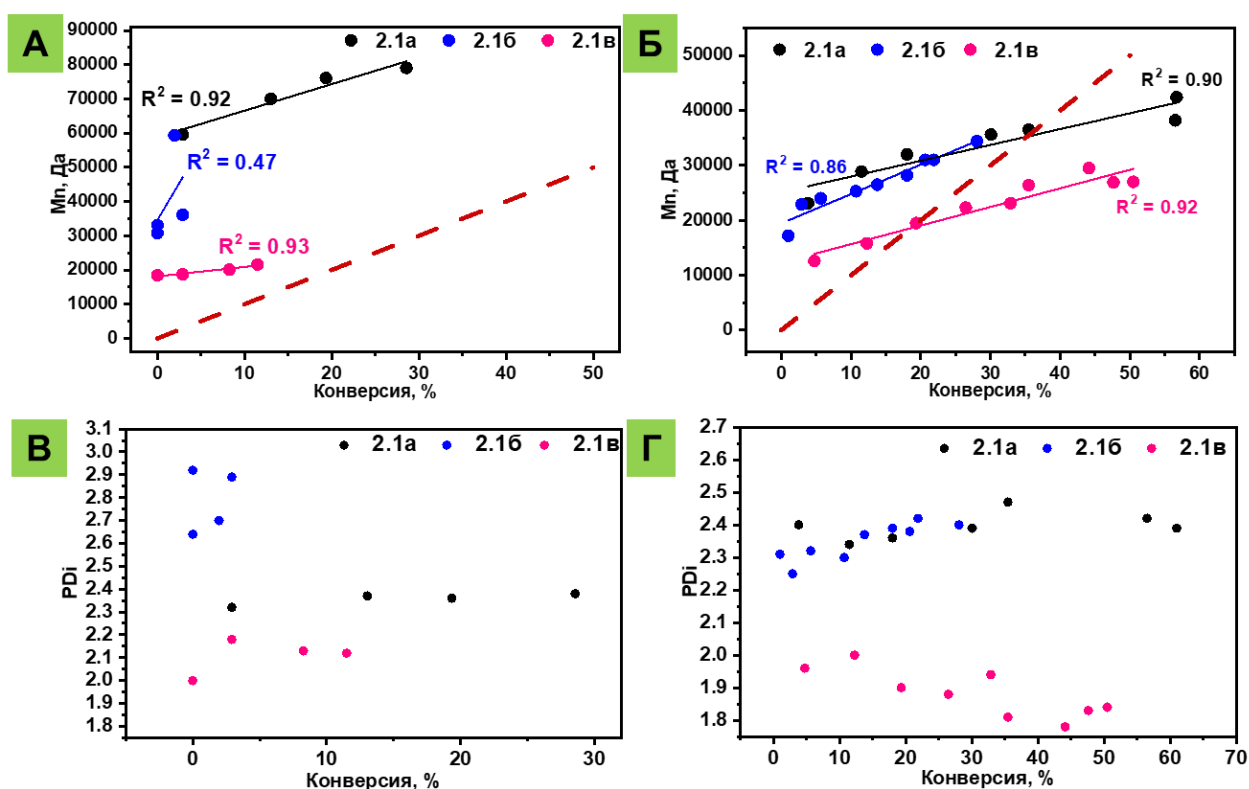 А
2.1а 2.1б 2.1в
90000
80000
70000
60000
50000
40000
30000
20000
10000
0
Mn, Да
R² = 0.92
R² = 0.47
R² = 0.93
0 10 20 30 40 50
Конверсия, %
Б
2.1а 2.1б 2.1в
50000
40000
30000
20000
10000
0
Mn, Да
R² = 0.90
R² = 0.86
R² = 0.92
0 10 20 30 40 50 60
Конверсия, %
В
2.1а 2.1б 2.1в
3.1
3.0
2.9
2.8
2.7
2.6
2.5
2.4
2.3
2.2
2.1
2.0
1.9
1.8
PDi
0 10 20 30
Конверсия, %
Г
2.1а 2.1б 2.1в
2.7
2.6
2.5
2.4
2.3
2.2
2.1
2.0
1.9
1.8
PDi
0 10 20 30 40 50 60 70
Конверсия, %